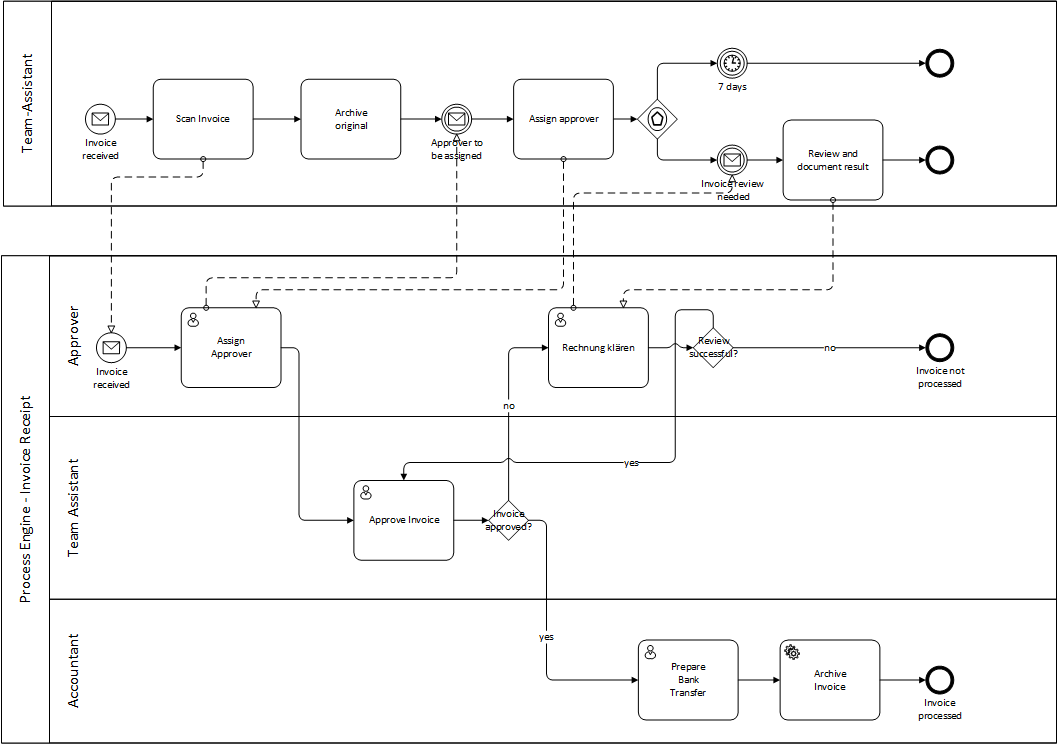 Team-Assistant
7 days
Scan Invoice
Archive
original
Assign approver
Invoice
received
Approver to
be assigned
Review and
document result
Invoice review
needed
Process Engine - Invoice Receipt
Approver
Assign
Approver
Rechnung klären
Review
successful?
no
Invoice
received
Invoice not
processed
no
yes
Team Assistant
Approve Invoice
Invoice
approved?
yes
Accountant
Prepare
Bank
Transfer
Archive
Invoice
Invoice
processed